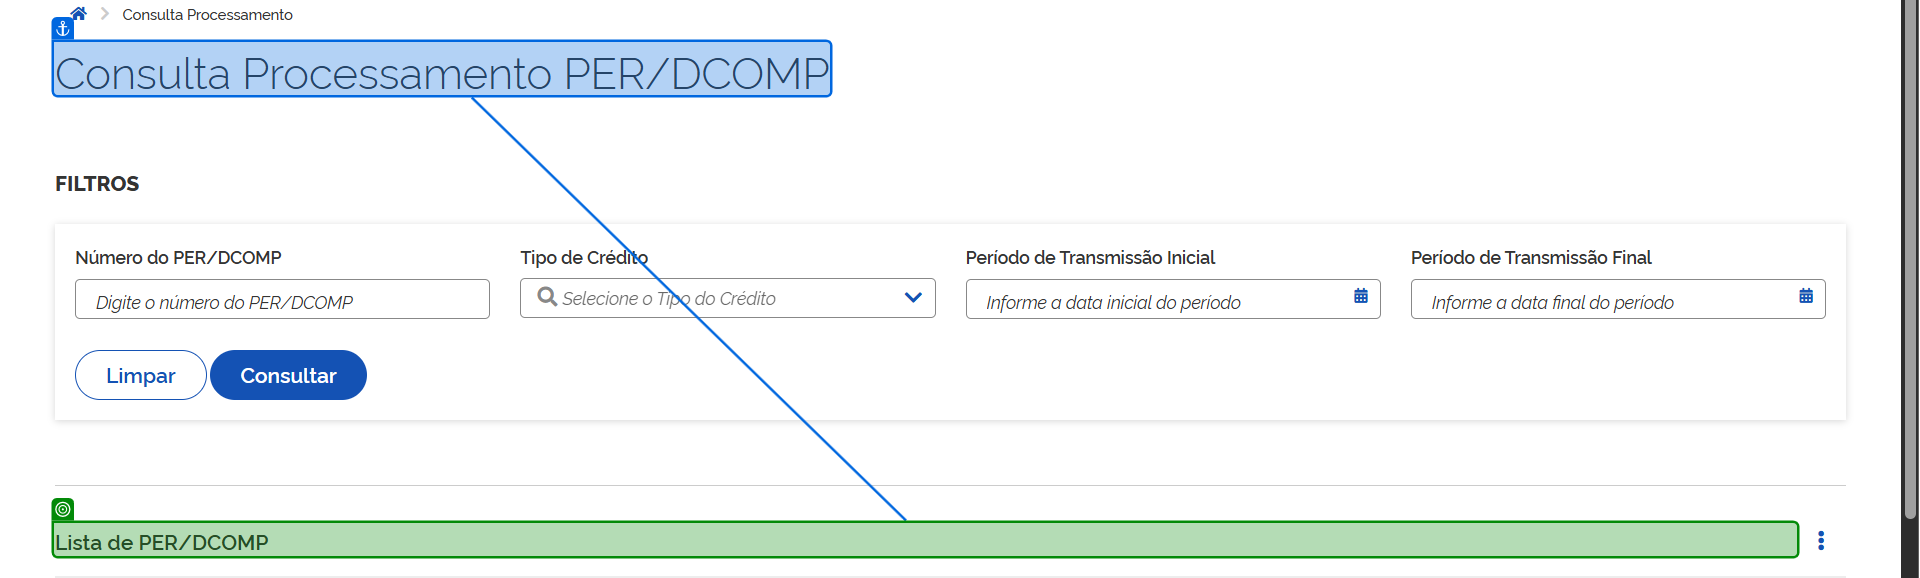 Consulta Processamento
Consulta Processamento PER/DCOMP
FILTROS
Número do PER/DCOMP
Digite o número do PER/DCOMP
Tipo de Crédito
Selecione o Tipo do Crédito
Período de Transmissão Inicial
Informe a data inicial do período
Período de Transmissão Final
Informe a data final do período
Limpar
Consultar
Lista de PER/DCOMP